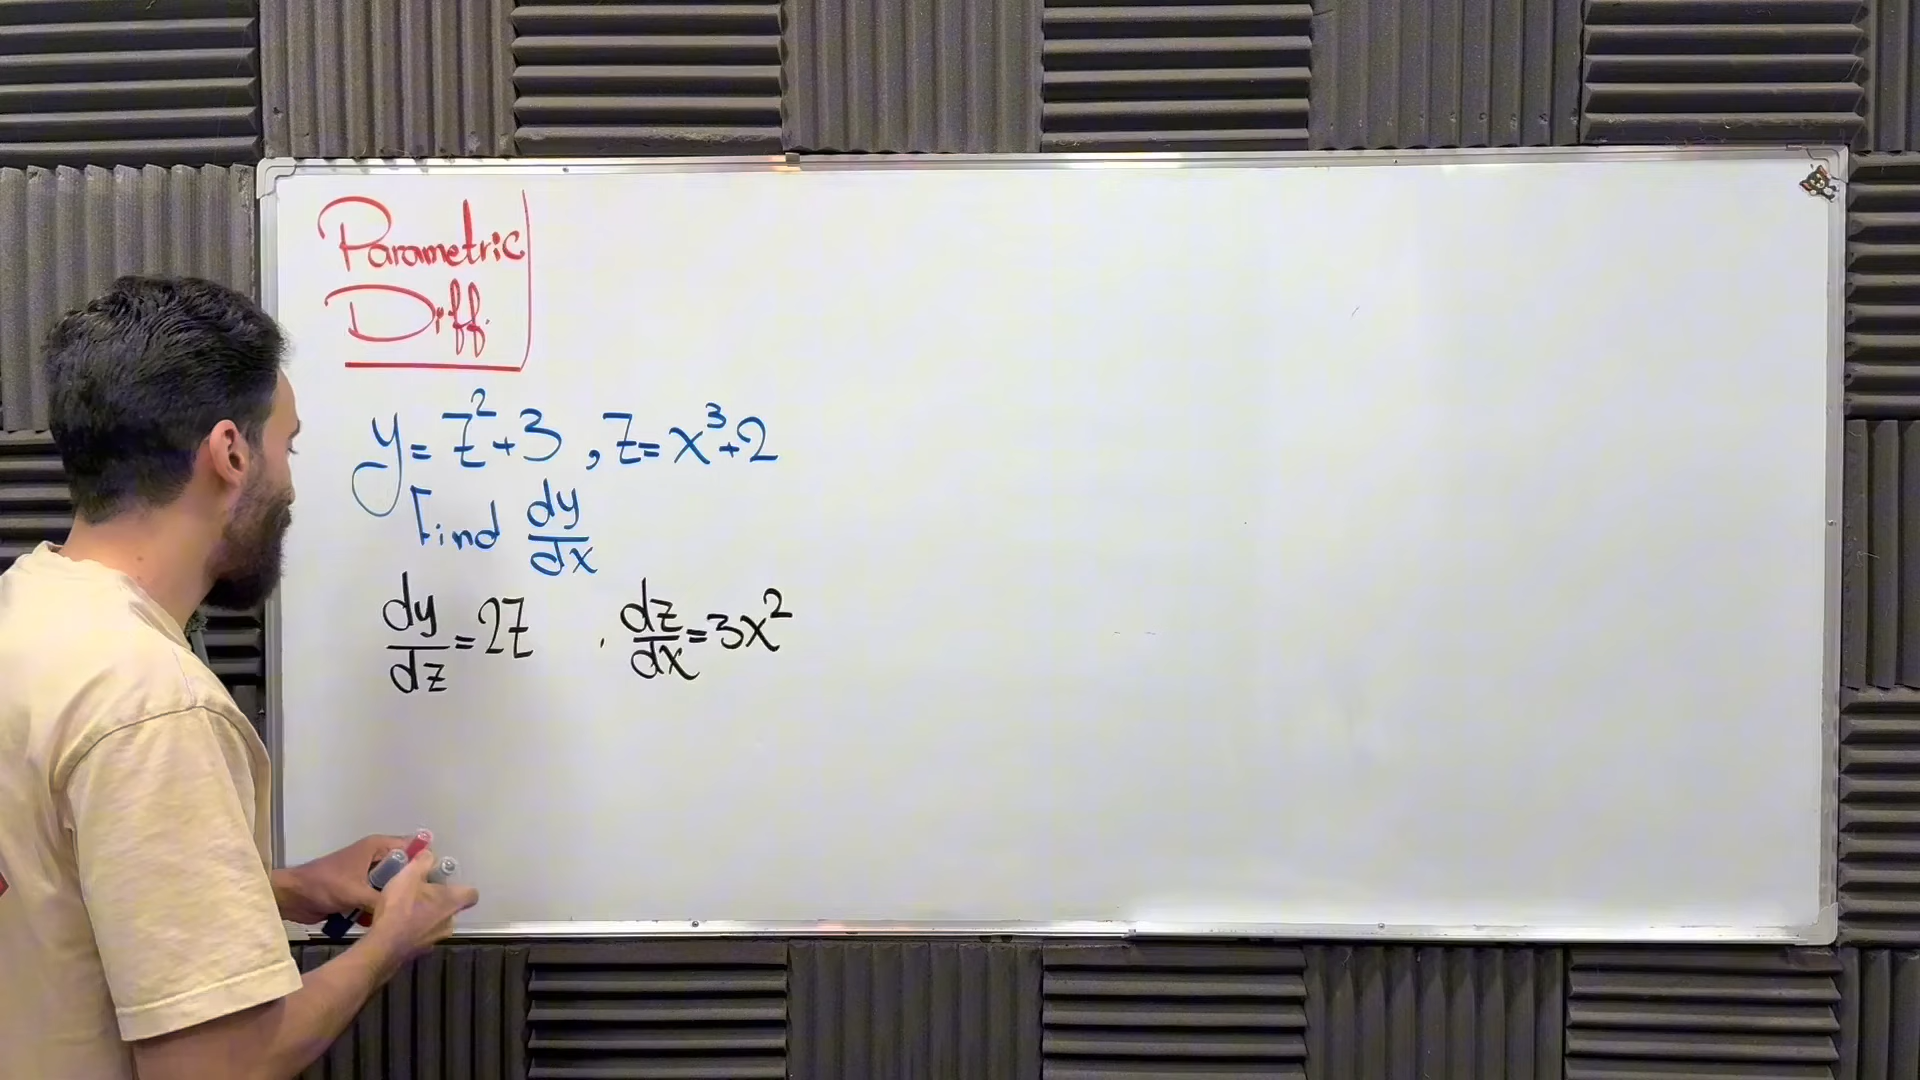 Parametric
Diff.
y = z² + 3 , z = x³ + 2
Find dy/dx
dy/dz = 2z , dz/dx = 3x²